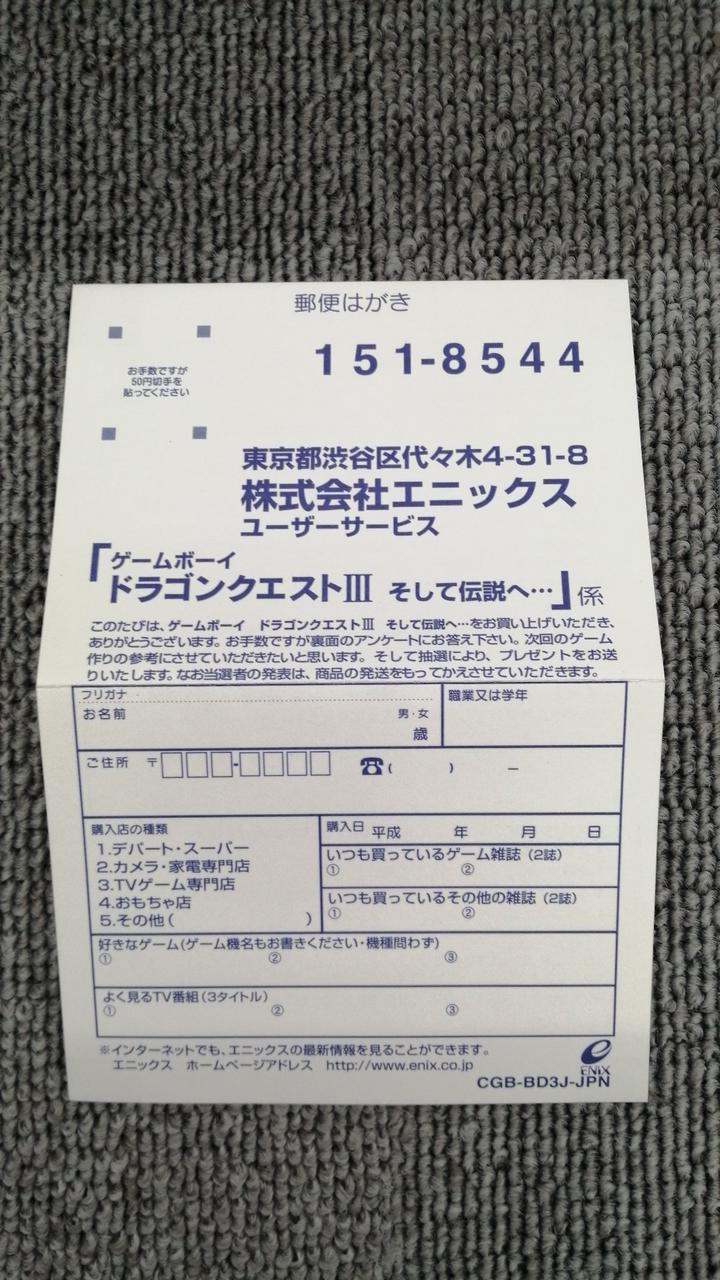 郵便はがき
お手数ですが
50円切手を
貼ってください
151-8544
東京都渋谷区代々木4-31-8
株式会社エニックス
ユーザーサービス
「ゲームボーイ
ドラゴンクエストⅢ そして伝説へ…」係
このたびは、ゲームボーイ ドラゴンクエストⅢ そして伝説へ…をお買い上げいただき、
ありがとうございます。お手数ですが裏面のアンケートにお答え下さい。次回のゲーム
作りの参考にさせていただきたいと思います。そして抽選により、プレゼントをお送
りいたします。なお当選者の発表は、商品の発送をもってかえさせていただきます。
フリガナ
お名前
男・女
歳
職業又は学年
ご住所 〒 - ☎( ) ー
購入店の種類
1.デパート・スーパー
2.カメラ・家電専門店
3.TVゲーム専門店
4.おもちゃ店
5.その他( )
購入日 平成 年 月 日
いつも買っているゲーム雑誌(2誌)
① ②
いつも買っているその他の雑誌(2誌)
① ②
好きなゲーム(ゲーム機名もお書きください・機種問わず)
① ② ③
よく見るTV番組(3タイトル)
① ② ③
※インターネットでも、エニックスの最新情報を見ることができます。
エニックス ホームページアドレス http://www.enix.co.jp
ENIX
CGB-BD3J-JPN